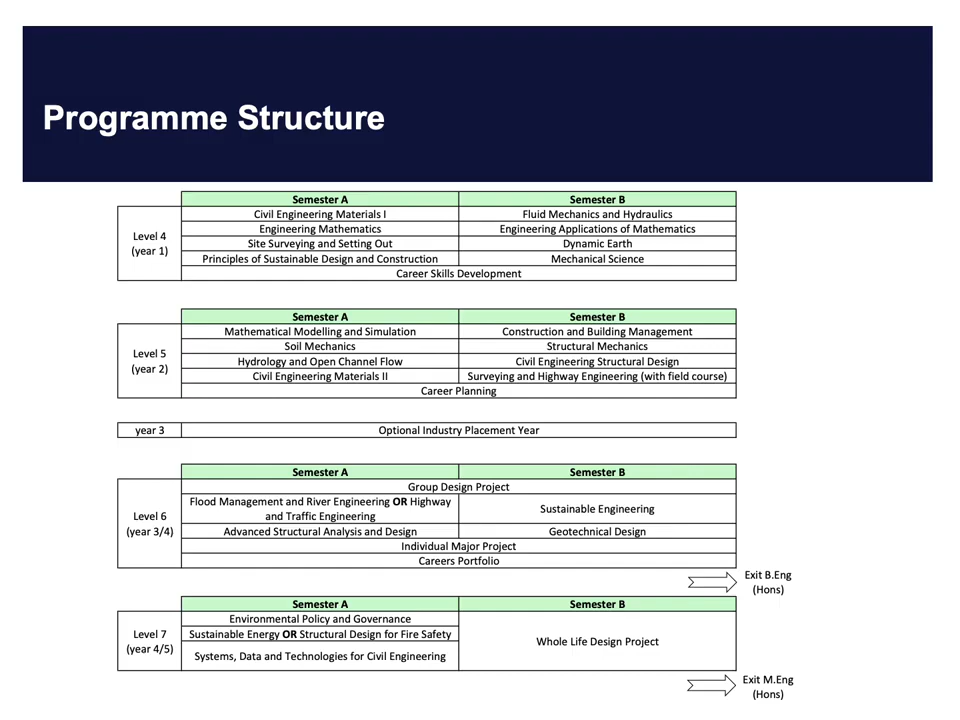 Programme Structure
Semester A Semester B
Level 4
(year 1)
Civil Engineering Materials I Fluid Mechanics and Hydraulics
Engineering Mathematics Engineering Applications of Mathematics
Site Surveying and Setting Out Dynamic Earth
Principles of Sustainable Design and Construction Mechanical Science
Career Skills Development
Semester A Semester B
Level 5
(year 2)
Mathematical Modelling and Simulation Construction and Building Management
Soil Mechanics Structural Mechanics
Hydrology and Open Channel Flow Civil Engineering Structural Design
Civil Engineering Materials II Surveying and Highway Engineering (with field course)
Career Planning
year 3 Optional Industry Placement Year
Semester A Semester B
Level 6
(year 3/4)
Group Design Project
Flood Management and River Engineering OR Highway
and Traffic Engineering
Sustainable Engineering
Advanced Structural Analysis and Design Geotechnical Design
Individual Major Project
Careers Portfolio
Exit B.Eng
(Hons)
Semester A Semester B
Level 7
(year 4/5)
Environmental Policy and Governance
Sustainable Energy OR Structural Design for Fire Safety
Systems, Data and Technologies for Civil Engineering
Whole Life Design Project
Exit M.Eng
(Hons)